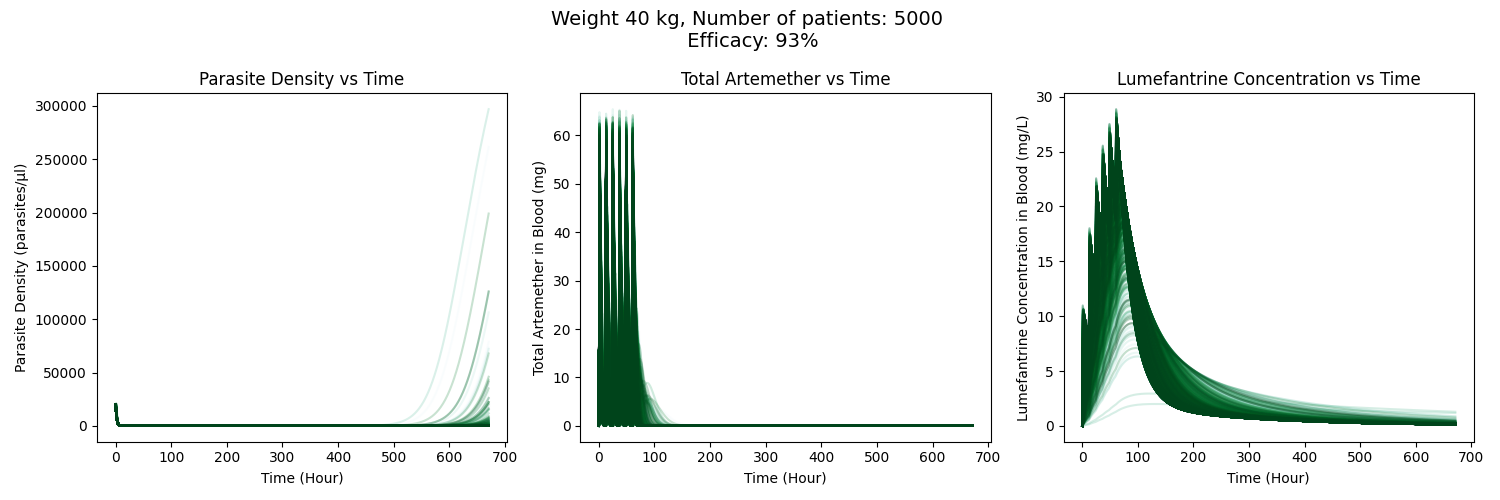 Weight 40 kg, Number of patients: 5000
Efficacy: 93%
Parasite Density vs Time
Parasite Density (parasites/µl)
300000
250000
200000
150000
100000
50000
0
0 100 200 300 400 500 600 700
Time (Hour)
Total Artemether vs Time
Total Artemether in Blood (mg)
60
50
40
30
20
10
0
0 100 200 300 400 500 600 700
Time (Hour)
Lumefantrine Concentration vs Time
Lumefantrine Concentration in Blood (mg/L)
30
25
20
15
10
5
0
0 100 200 300 400 500 600 700
Time (Hour)